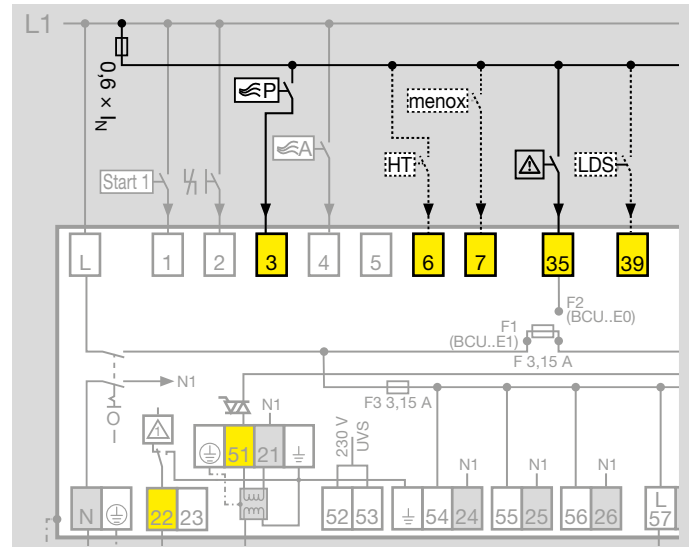 L1
0,6 × IN
P
menox
A
HT
LDS
Start 1
L 1 2 3 4 5 6 7 35 39
F2
(BCU..E0)
F1
(BCU..E1)
F 3,15 A
N1
F3 3,15 A
O
I
1
N1
230 V
UVS
51 21
N1 N1 N1
N 22 23 52 53 54 24 55 25 56 26 L
57